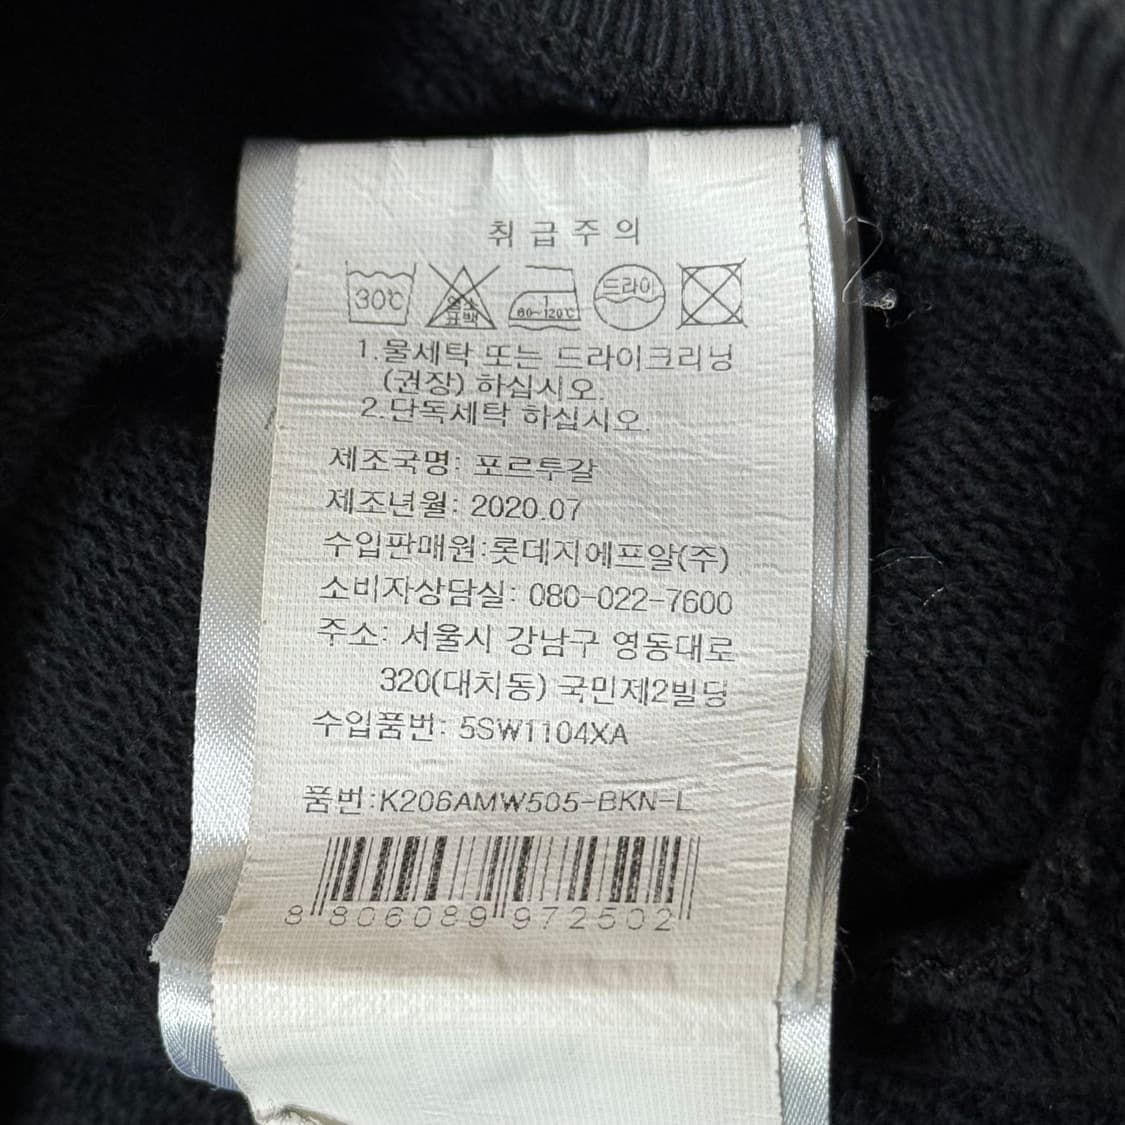 취급주의
30℃ 염소 표백 1 80~120℃ 드라이
1.물세탁 또는 드라이크리닝
(권장) 하십시오.
2.단독세탁 하십시오.
제조국명: 포르투갈
제조년월: 2020.07
수입판매원:롯데지에프알(주)
소비자상담실: 080-022-7600
주소: 서울시 강남구 영동대로
320(대치동) 국민제2빌딩
수입품번: 5SW1104XA
품번:K206AMW505-BKN-L
8 806089 972502